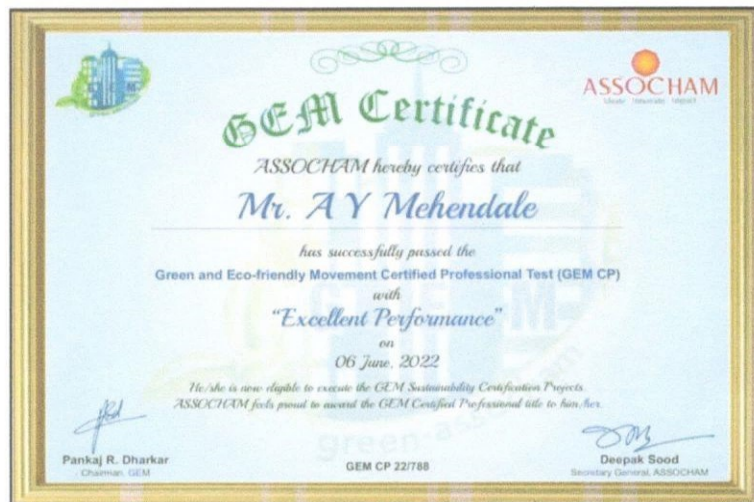 ASSOCHAM
GEM Certificate
ASSOCHAM hereby certifies that
Mr. A Y Mehendale
has successfully passed the
Green and Eco-friendly Movement Certified Professional Test (GEM CP)
with
“Excellent Performance”
on
06 June, 2022
He/she is now eligible to execute the GEM Sustainability Certification Projects.
ASSOCHAM feels proud to award the GEM Certified Professional title to him/her.
Pankaj R. Dharkar
Chairman, GEM
GEM CP 22/788
Deepak Sood
Secretary General, ASSOCHAM